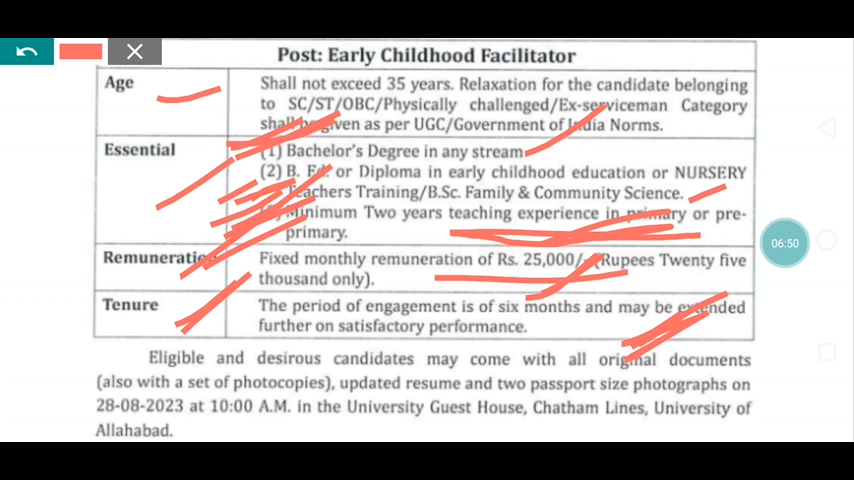 Post: Early Childhood Facilitator
Age
Shall not exceed 35 years. Relaxation for the candidate belonging
to SC/ST/OBC/Physically challenged/Ex-serviceman Category
shall be given as per UGC/Government of India Norms.
Essential
(1) Bachelor's Degree in any stream
(2) B. Ed. or Diploma in early childhood education or NURSERY
Teachers Training/B.Sc. Family & Community Science.
(3) Minimum Two years teaching experience in primary or pre-
primary.
Remuneration
Fixed monthly remuneration of Rs. 25,000/- (Rupees Twenty five
thousand only).
Tenure
The period of engagement is of six months and may be extended
further on satisfactory performance.
Eligible and desirous candidates may come with all original documents
(also with a set of photocopies), updated resume and two passport size photographs on
28-08-2023 at 10:00 A.M. in the University Guest House, Chatham Lines, University of
Allahabad.
06:50